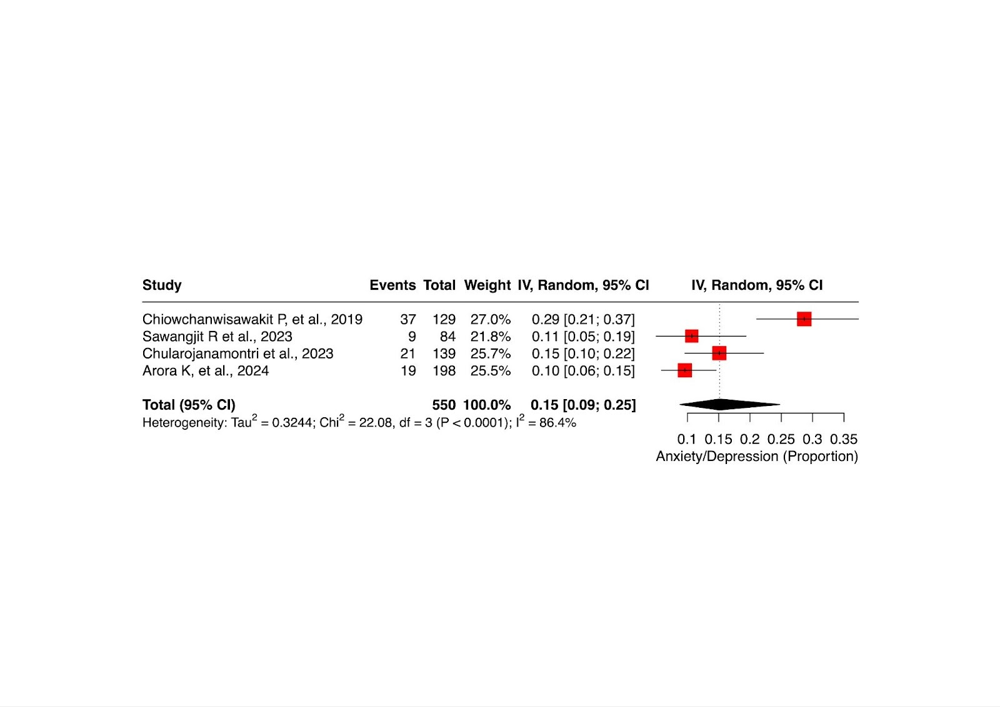 Study Events Total Weight IV, Random, 95% CI IV, Random, 95% CI
Chiowchanwisawakit P, et al., 2019 37 129 27.0% 0.29 [0.21; 0.37]
Sawangjit R et al., 2023 9 84 21.8% 0.11 [0.05; 0.19]
Chularojanamontri et al., 2023 21 139 25.7% 0.15 [0.10; 0.22]
Arora K, et al., 2024 19 198 25.5% 0.10 [0.06; 0.15]
Total (95% CI) 550 100.0% 0.15 [0.09; 0.25]
Heterogeneity: Tau² = 0.3244; Chi² = 22.08, df = 3 (P < 0.0001); I² = 86.4%
0.1 0.15 0.2 0.25 0.3 0.35
Anxiety/Depression (Proportion)